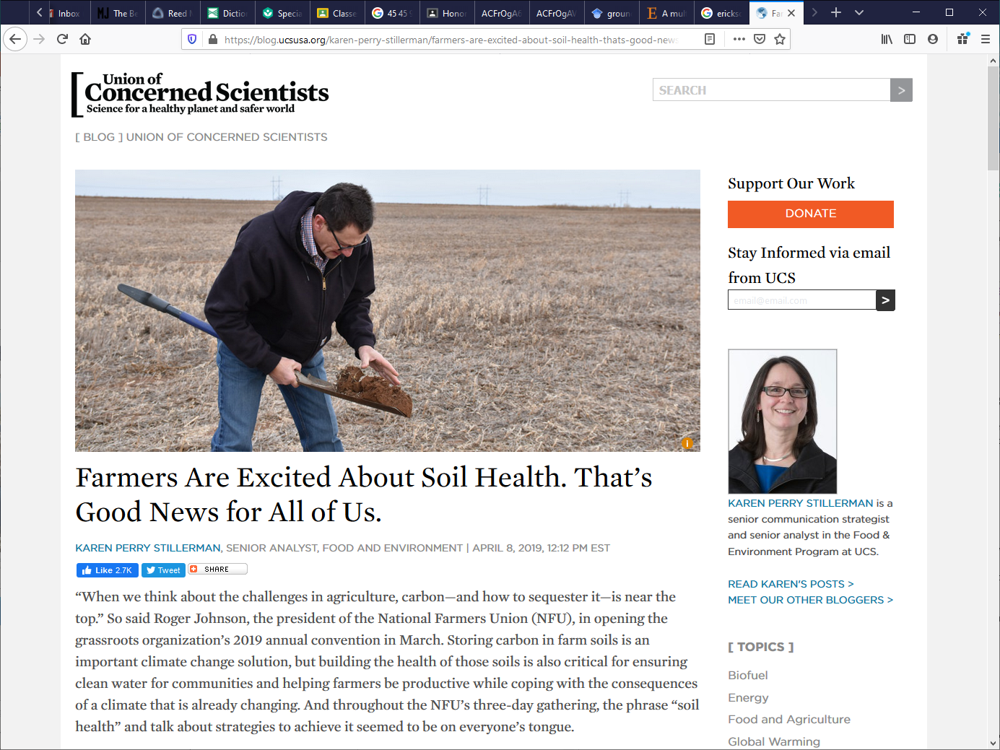 Inbox
MJ
The Be
Reed M
Dictio
Specia
Classe
45 45 9
Honor
ACFrOgA6
ACFrOgAV
groun
A mul
ericks
Fa
https://blog.ucsusa.org/karen-perry-stillerman/farmers-are-excited-about-soil-health-thats-good-news
Union of
Concerned Scientists
Science for a healthy planet and safer world
SEARCH
>
[ BLOG ] UNION OF CONCERNED SCIENTISTS
Support Our Work
DONATE
Stay Informed via email
from UCS
email@email.com
>
i
Farmers Are Excited About Soil Health. That’s
Good News for All of Us.
KAREN PERRY STILLERMAN, SENIOR ANALYST, FOOD AND ENVIRONMENT | APRIL 8, 2019, 12:12 PM EST
Like 2.7K Tweet SHARE
“When we think about the challenges in agriculture, carbon—and how to sequester it—is near the
top.” So said Roger Johnson, the president of the National Farmers Union (NFU), in opening the
grassroots organization’s 2019 annual convention in March. Storing carbon in farm soils is an
important climate change solution, but building the health of those soils is also critical for ensuring
clean water for communities and helping farmers be productive while coping with the consequences
of a climate that is already changing. And throughout the NFU’s three-day gathering, the phrase “soil
health” and talk about strategies to achieve it seemed to be on everyone’s tongue.
KAREN PERRY STILLERMAN is a
senior communication strategist
and senior analyst in the Food &
Environment Program at UCS.
READ KAREN'S POSTS >
MEET OUR OTHER BLOGGERS >
[ TOPICS ]
Biofuel
Energy
Food and Agriculture
Global Warming